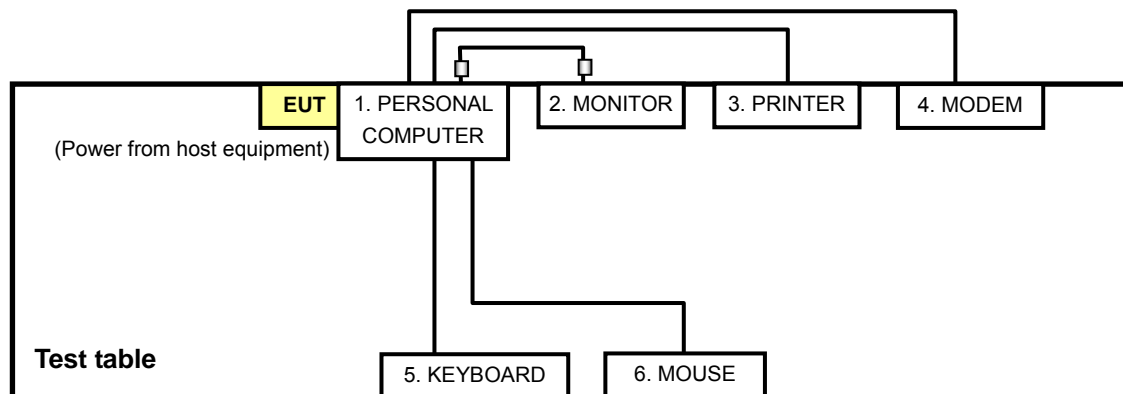 EUT
1. PERSONAL
COMPUTER
2. MONITOR
3. PRINTER
4. MODEM
(Power from host equipment)
Test table
5. KEYBOARD
6. MOUSE